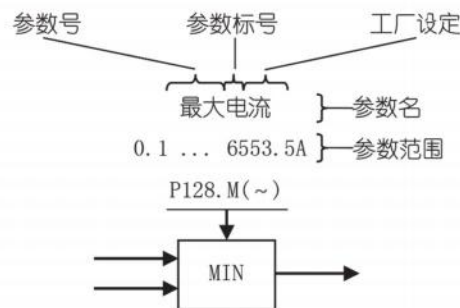 参数号 参数标号 工厂设定
最大电流 参数名
0.1 ... 6553.5A 参数范围
P128.M(~)
MIN